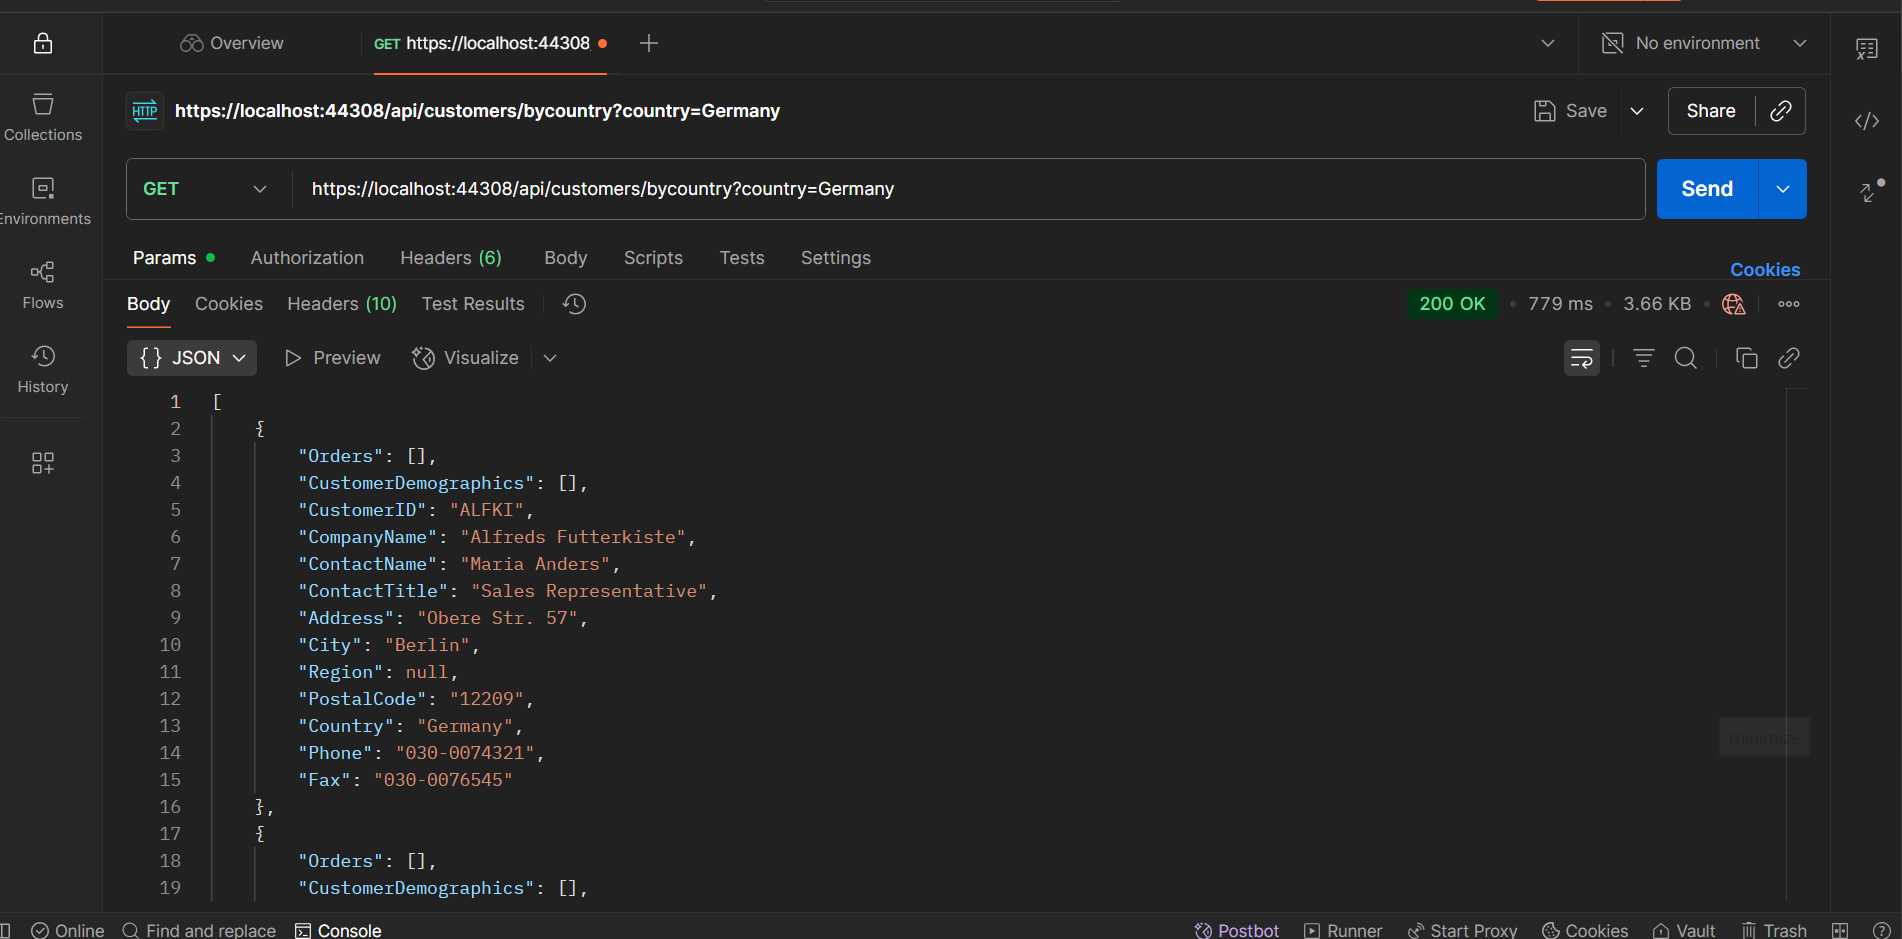 Overview
GET https://localhost:44308
No environment
HTTP https://localhost:44308/api/customers/bycountry?country=Germany
Save
Share
Collections
Environments
Flows
History
GET
https://localhost:44308/api/customers/bycountry?country=Germany
Send
Params Authorization Headers (6) Body Scripts Tests Settings
Cookies
Body Cookies Headers (10) Test Results
200 OK • 779 ms • 3.66 KB •
{} JSON Preview Visualize
1 [
2 {
3 "Orders": [],
4 "CustomerDemographics": [],
5 "CustomerID": "ALFKI",
6 "CompanyName": "Alfreds Futterkiste",
7 "ContactName": "Maria Anders",
8 "ContactTitle": "Sales Representative",
9 "Address": "Obere Str. 57",
10 "City": "Berlin",
11 "Region": null,
12 "PostalCode": "12209",
13 "Country": "Germany",
14 "Phone": "030-0074321",
15 "Fax": "030-0076545"
16 },
17 {
18 "Orders": [],
19 "CustomerDemographics": [],
minimize
Online Find and replace Console
Postbot Runner Start Proxy Cookies Vault Trash